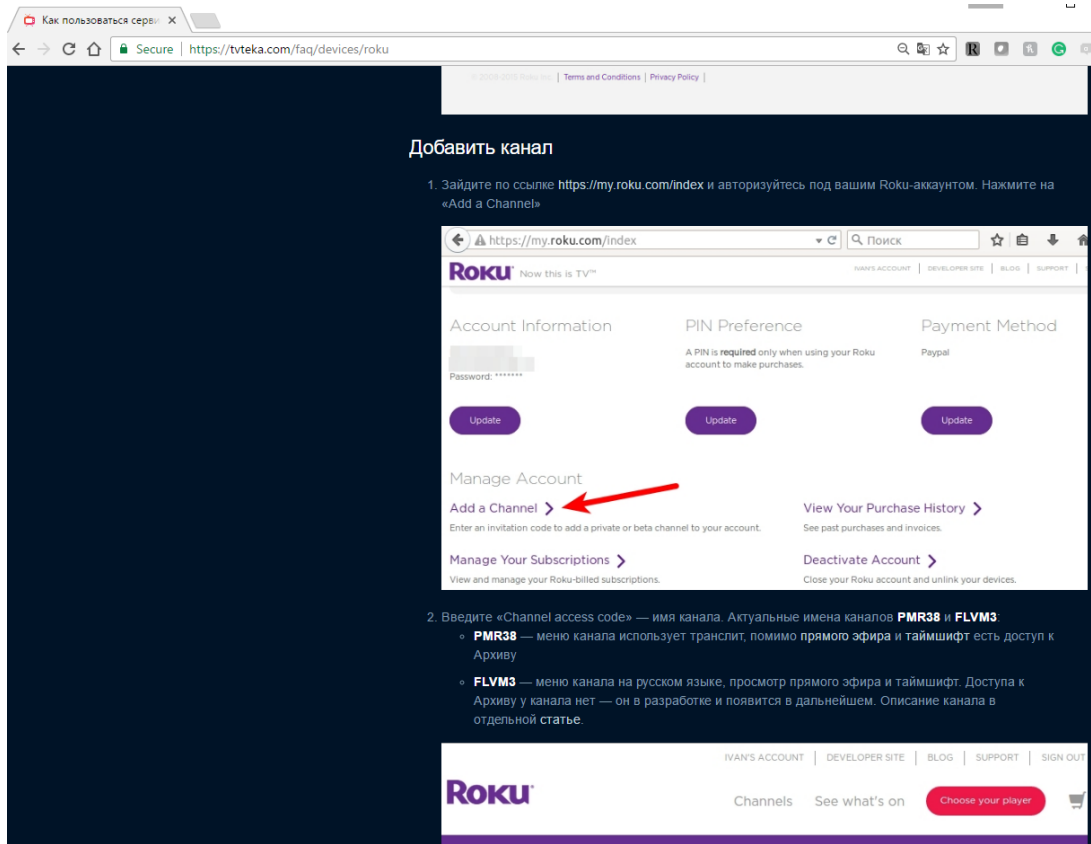 Как пользоваться серви
Secure | https://tvteka.com/faq/devices/roku
| Terms and Conditions | Privacy Policy |
Добавить канал
1. Зайдите по ссылке https://my.roku.com/index и авторизуйтесь под вашим Roku-аккаунтом. Нажмите на
«Add a Channel»
https://my.roku.com/index
Поиск
ROKU Now this is TV™
IVAN'S ACCOUNT | DEVELOPER SITE | BLOG | SUPPORT |
Account Information
PIN Preference
Payment Method
A PIN is required only when using your Roku
account to make purchases.
Paypal
Password: *******
Update
Update
Update
Manage Account
Add a Channel
View Your Purchase History
Enter an invitation code to add a private or beta channel to your account.
See past purchases and invoices.
Manage Your Subscriptions
Deactivate Account
View and manage your Roku-billed subscriptions.
Close your Roku account and unlink your devices.
2. Введите «Channel access code» — имя канала. Актуальные имена каналов PMR38 и FLVM3:
PMR38 — меню канала использует транслит, помимо прямого эфира и таймшифт есть доступ к
Архиву
FLVM3 — меню канала на русском языке, просмотр прямого эфира и таймшифт. Доступа к
Архиву у канала нет — он в разработке и появится в дальнейшем. Описание канала в
отдельной статье.
IVAN'S ACCOUNT | DEVELOPER SITE | BLOG | SUPPORT | SIGN OUT
ROKU
Channels See what's on Choose your player